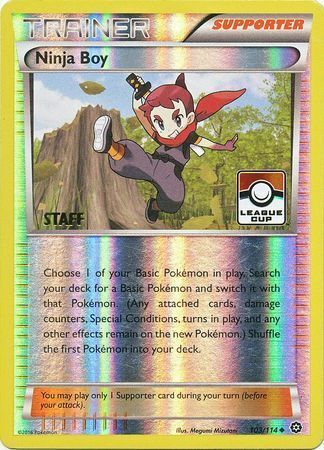 TRAINER
SUPPORTER
Ninja Boy
STAFF
LEAGUE
CUP
Choose 1 of your Basic Pokémon in play. Search
your deck for a Basic Pokémon and switch it with
that Pokémon. (Any attached cards, damage
counters, Special Conditions, turns in play, and any
other effects remain on the new Pokémon.) Shuffle
the first Pokémon into your deck.
You may play only 1 Supporter card during your turn (before
your attack).
©2016 Pokémon
Illus. Megumi Mizutani
103/114